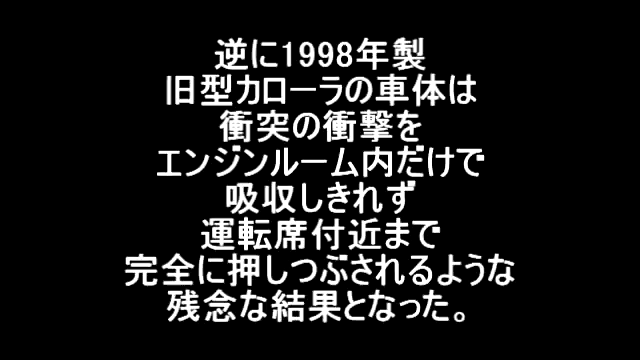 逆に1998年製
旧型カローラの車体は
衝突の衝撃を
エンジンルーム内だけで
吸収しきれず
運転席付近まで
完全に押しつぶされるような
残念な結果となった。